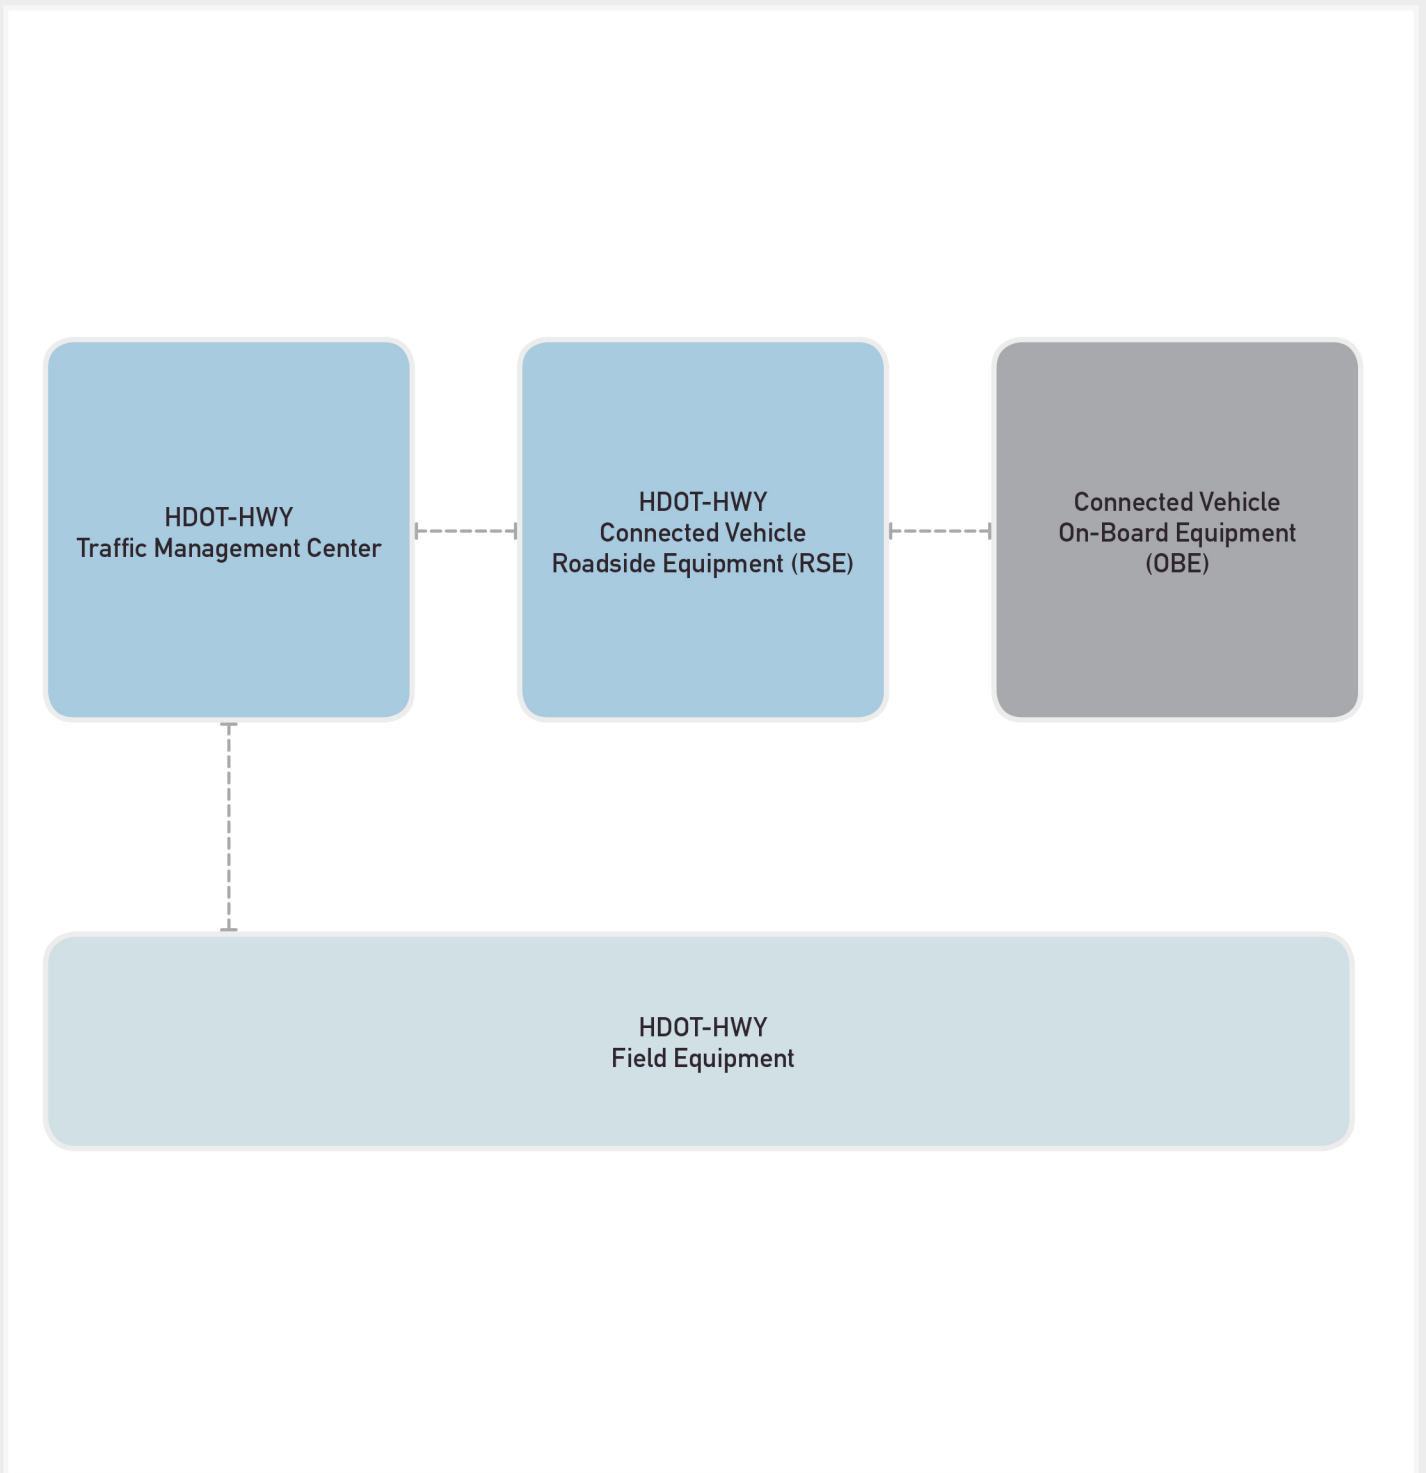 HDOT-HWY
Traffic Management Center
HDOT-HWY
Connected Vehicle
Roadside Equipment (RSE)
Connected Vehicle
On-Board Equipment
(OBE)
HDOT-HWY
Field Equipment